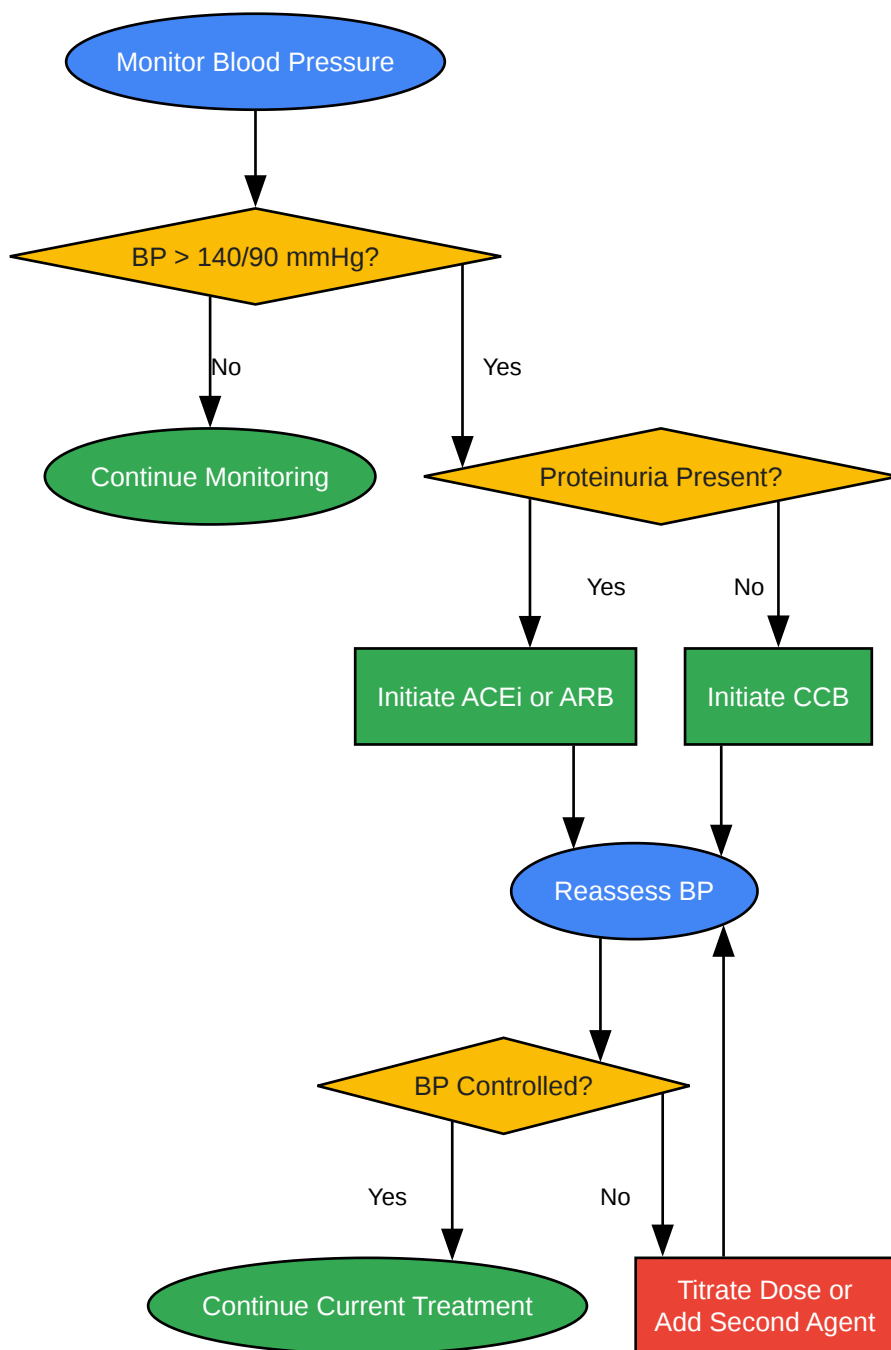 Monitor Blood Pressure
BP > 140/90 mmHg?
No
Yes
Continue Monitoring
Proteinuria Present?
Yes
No
Initiate ACEi or ARB
Initiate CCB
Reassess BP
BP Controlled?
Yes
No
Continue Current Treatment
Titrate Dose or
Add Second Agent